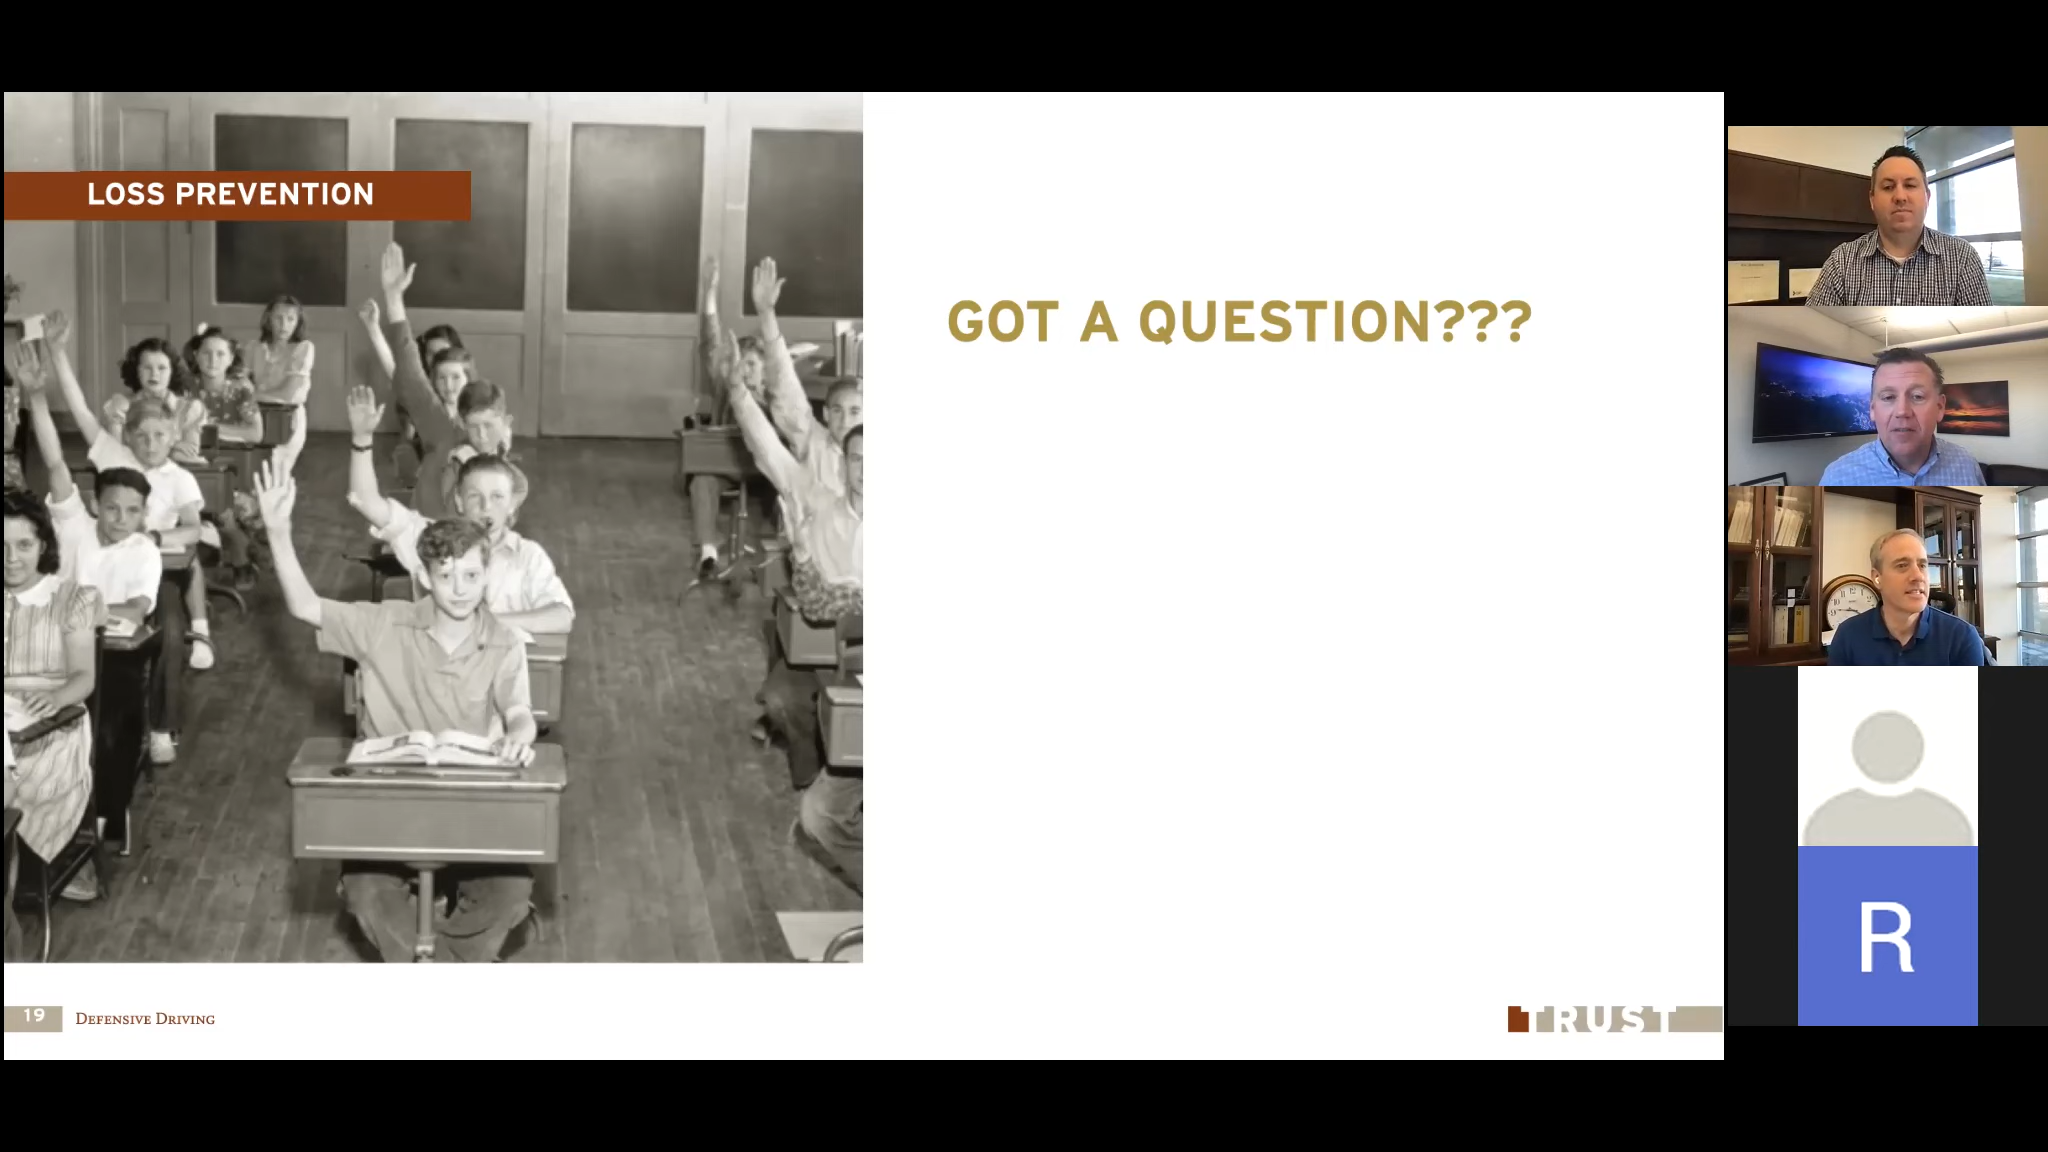 LOSS PREVENTION
GOT A QUESTION???
19 Defensive Driving
TRUST
R